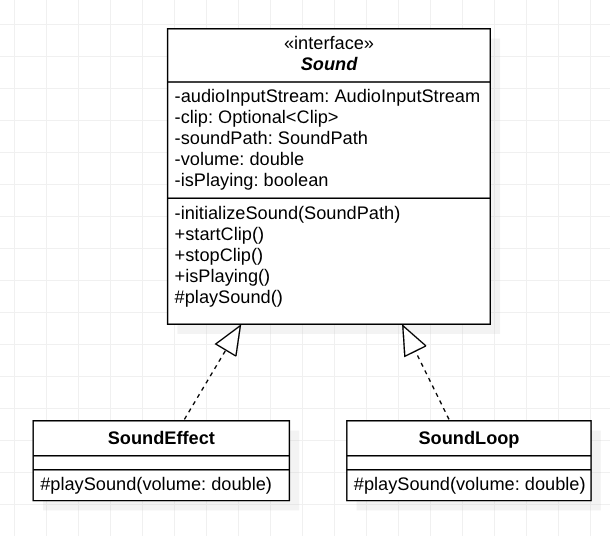 «interface»
Sound
-audioInputStream: AudioInputStream
-clip: Optional<Clip>
-soundPath: SoundPath
-volume: double
-isPlaying: boolean
-initializeSound(SoundPath)
+startClip()
+stopClip()
+isPlaying()
#playSound()
SoundEffect
#playSound(volume: double)
SoundLoop
#playSound(volume: double)